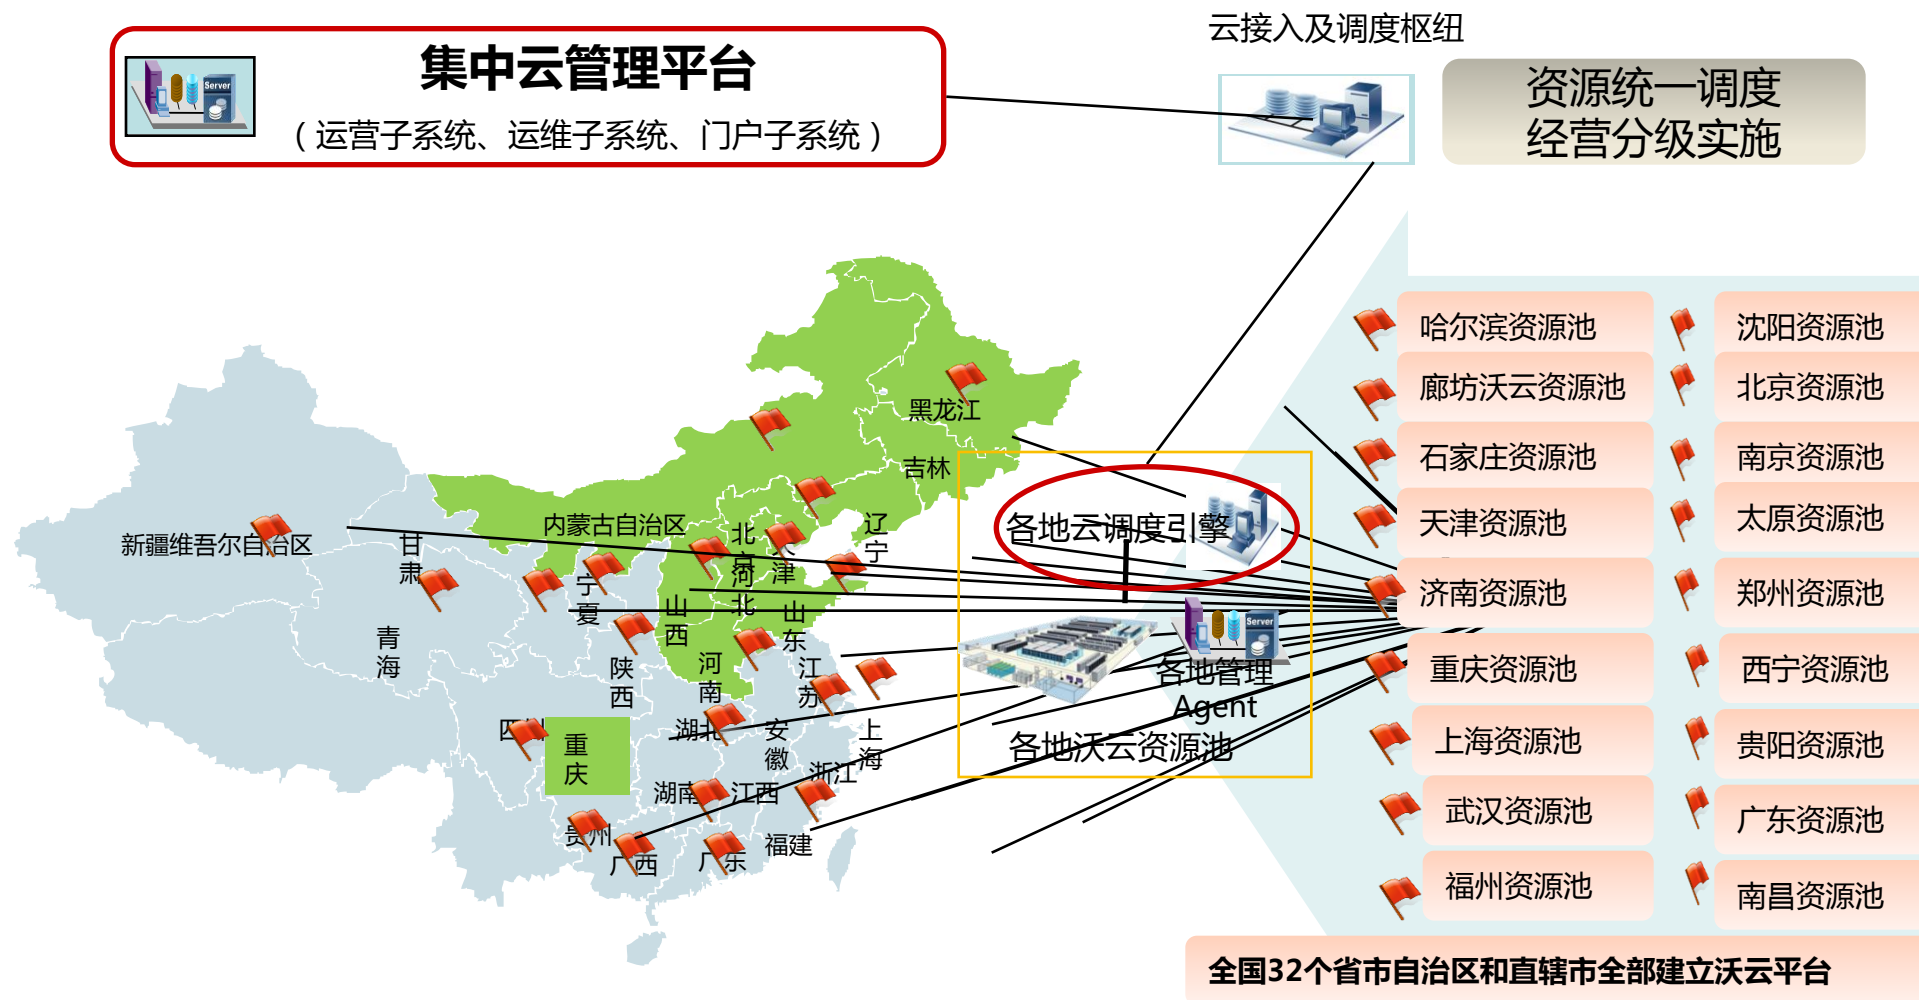 云接入及调度枢纽
集中云管理平台
（运营子系统、运维子系统、门户子系统）
Server
资源统一调度
经营分级实施
黑龙江
吉林
辽宁
内蒙古自治区
新疆维吾尔自治区
甘肃
宁夏
北京
天津
河北
山西
山东
青海
陕西
河南
江苏
四川
重庆
湖北
安徽
上海
浙江
湖南
江西
贵州
广西
广东
福建
各地云调度引擎
Server
各地管理
Agent
各地沃云资源池
哈尔滨资源池
沈阳资源池
廊坊沃云资源池
北京资源池
石家庄资源池
南京资源池
天津资源池
太原资源池
济南资源池
郑州资源池
重庆资源池
西宁资源池
上海资源池
贵阳资源池
武汉资源池
广东资源池
福州资源池
南昌资源池
全国32个省市自治区和直辖市全部建立沃云平台